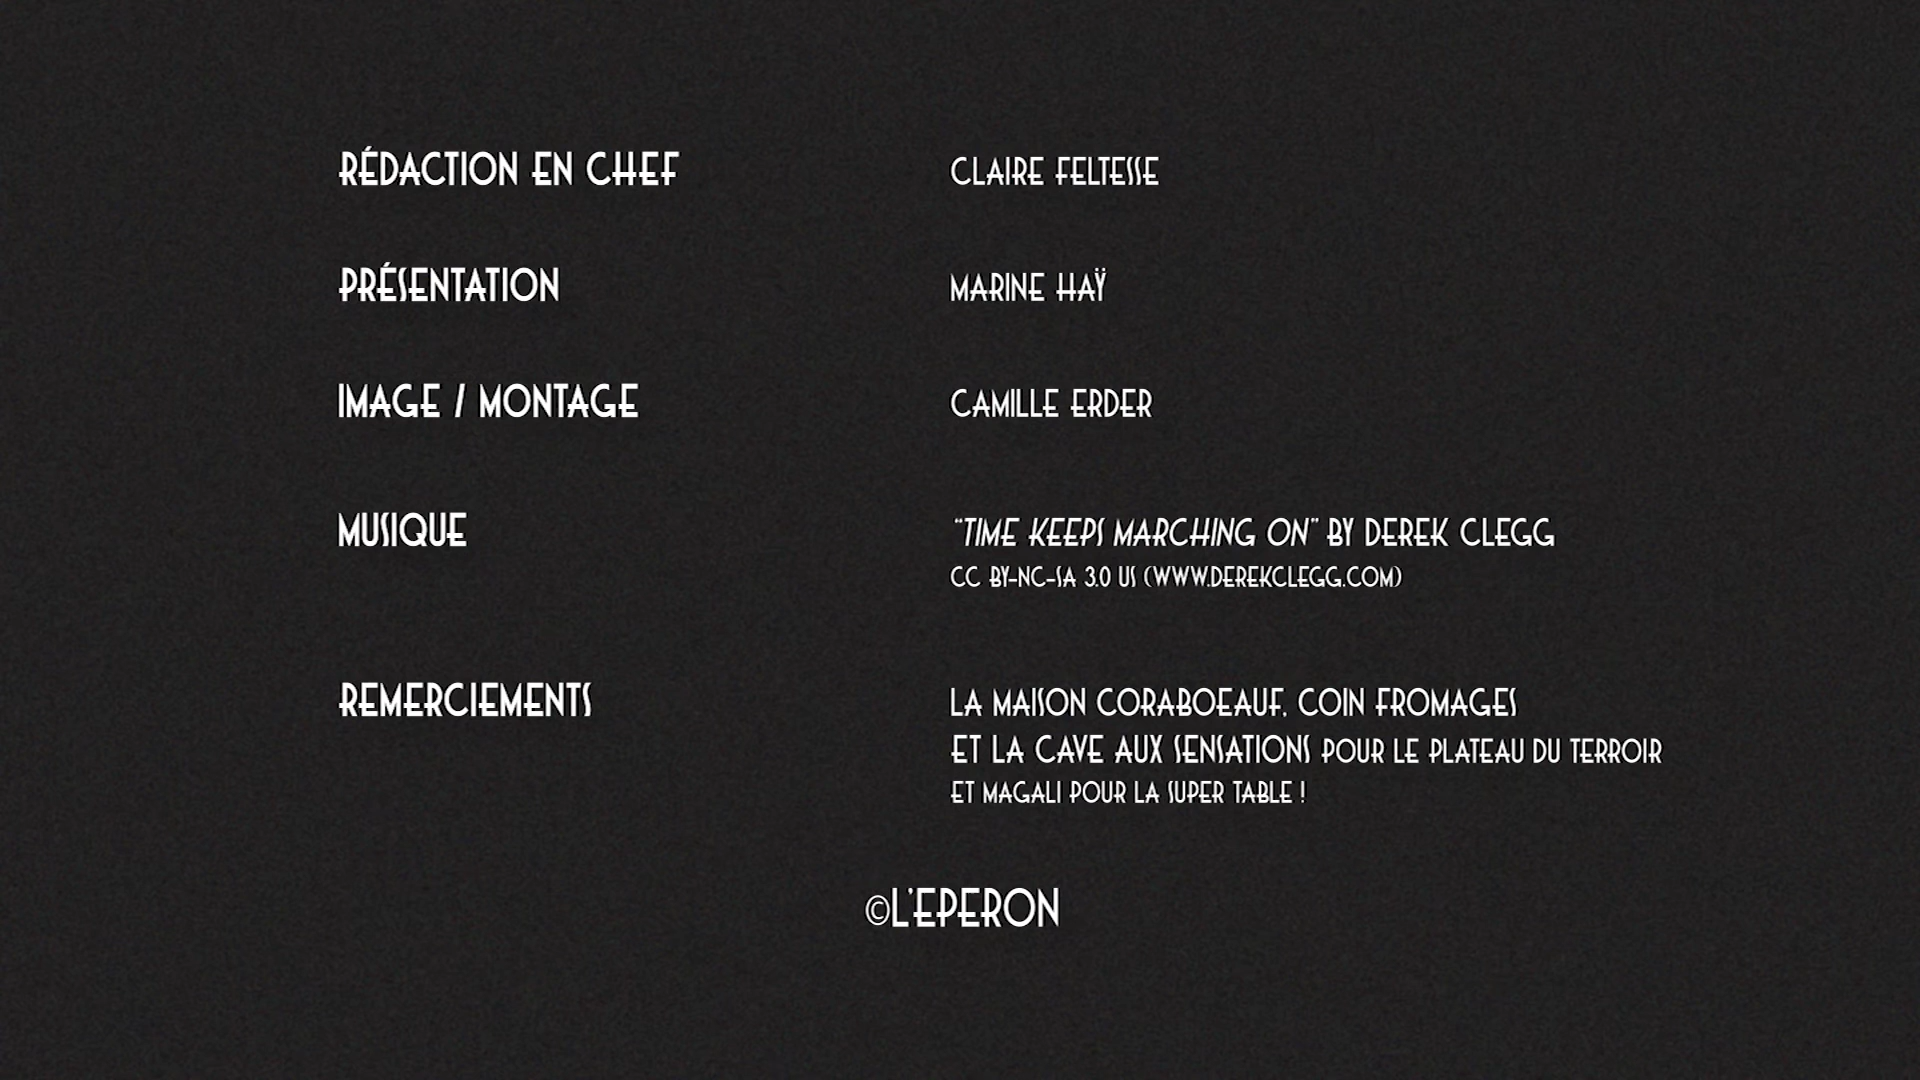 RÉDACTION EN CHEF CLAIRE FELTESSE
PRÉSENTATION MARINE HAŸ
IMAGE / MONTAGE CAMILLE ERDER
MUSIQUE "TIME KEEPS MARCHING ON" BY DEREK CLEGG
CC BY-NC-SA 3.0 US (WWW.DEREKCLEGG.COM)
REMERCIEMENTS LA MAISON CORABOEAUF, COIN FROMAGES
ET LA CAVE AUX SENSATIONS POUR LE PLATEAU DU TERROIR
ET MAGALI POUR LA SUPER TABLE !
©L'EPERON